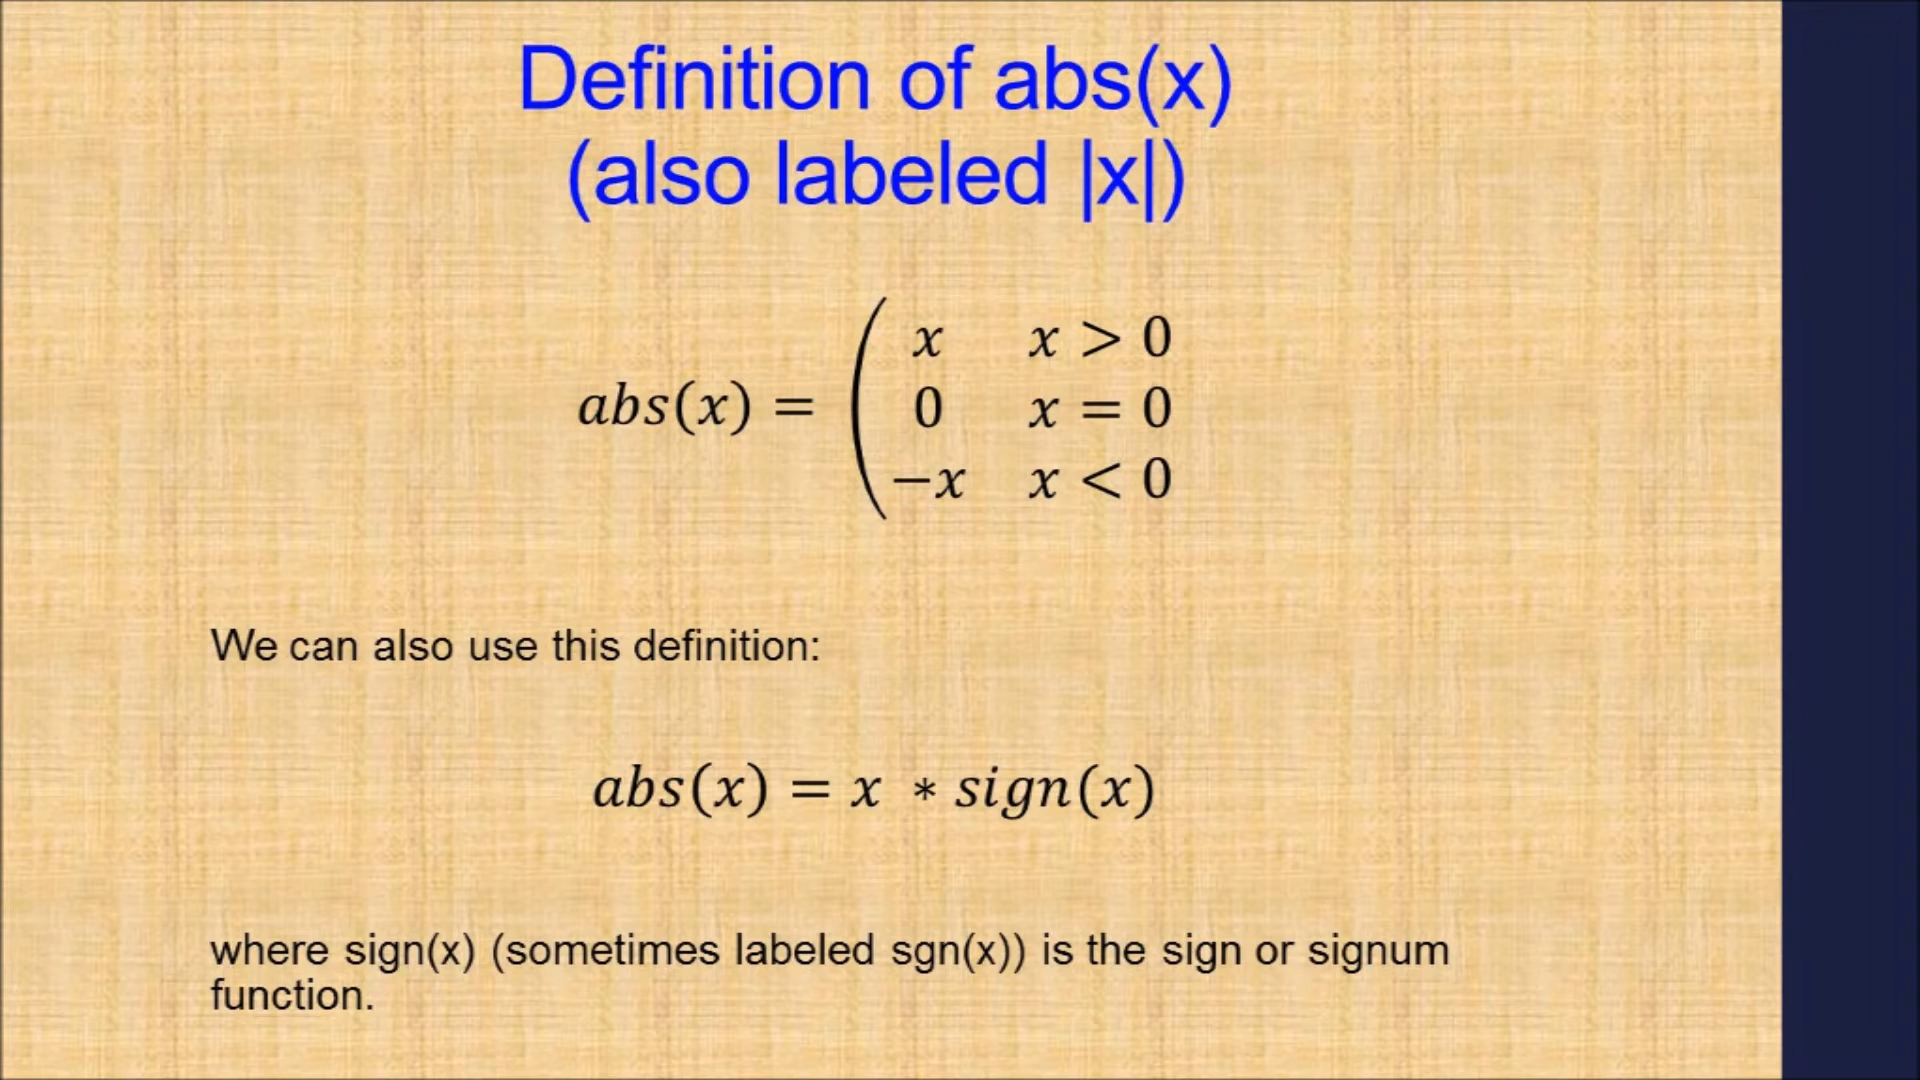 Definition of abs(x)
(also labeled |x|)
x x > 0
abs(x) = ( 0 x = 0
−x x < 0
We can also use this definition:
abs(x) = x * sign(x)
where sign(x) (sometimes labeled sgn(x)) is the sign or signum
function.